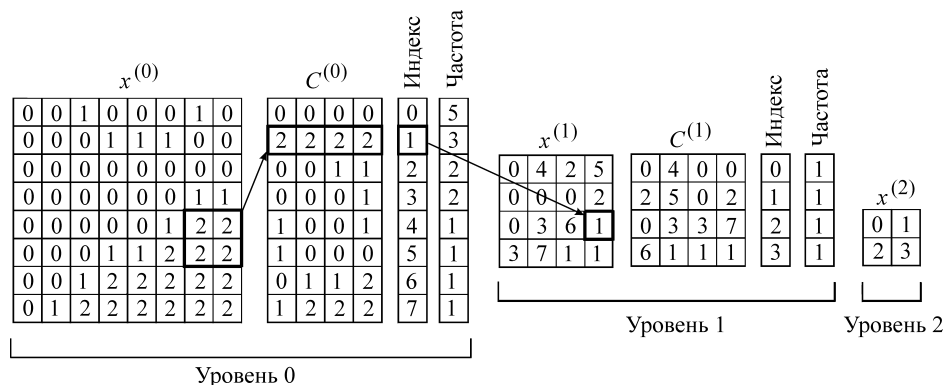 x(0)
0 0 1 0 0 0 1 0
0 0 0 1 1 1 0 0
0 0 0 0 0 0 0 0
0 0 0 0 0 0 1 1
0 0 0 0 0 1 2 2
0 0 0 1 1 2 2 2
0 0 1 2 2 2 2 2
0 1 2 2 2 2 2 2
C(0)
0 0 0 0
2 2 2 2
0 0 1 1
0 0 0 1
1 0 0 1
1 0 0 0
0 1 1 2
1 2 2 2
Индекс
0
1
2
3
4
5
6
7
Частота
5
3
2
2
1
1
1
1
Уровень 0
x(1)
0 4 2 5
0 0 0 2
0 3 6 1
3 7 1 1
C(1)
0 4 0 0
2 5 0 2
0 3 3 7
6 1 1 1
Индекс
0
1
2
3
Частота
1
1
1
1
Уровень 1
x(2)
0 1
2 3
Уровень 2